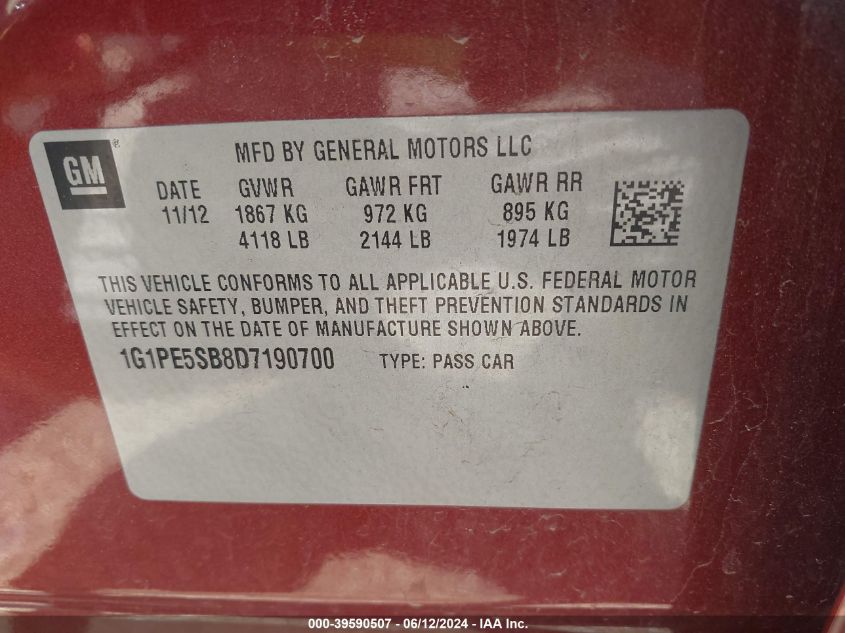 GM®
MFD BY GENERAL MOTORS LLC
DATE GVWR GAWR FRT GAWR RR
11/12 1867 KG 972 KG 895 KG
4118 LB 2144 LB 1974 LB
THIS VEHICLE CONFORMS TO ALL APPLICABLE U.S. FEDERAL MOTOR
VEHICLE SAFETY, BUMPER, AND THEFT PREVENTION STANDARDS IN
EFFECT ON THE DATE OF MANUFACTURE SHOWN ABOVE.
1G1PE5SB8D7190700 TYPE: PASS CAR
000-39590507 - 06/12/2024 - IAA Inc.